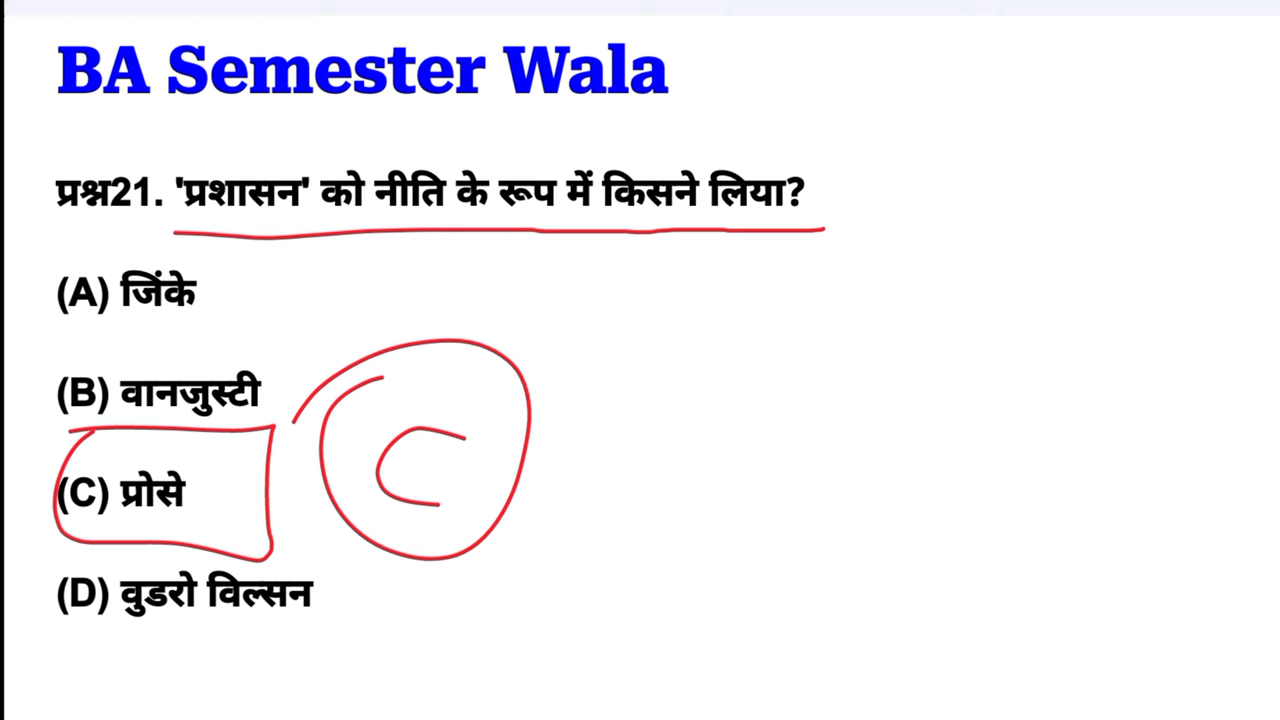 BA Semester Wala
प्रश्न21. 'प्रशासन' को नीति के रूप में किसने लिया?
(A) जिंके
(B) वानजुस्टी
(C) प्रोसे
C
(D) वुडरो विल्सन